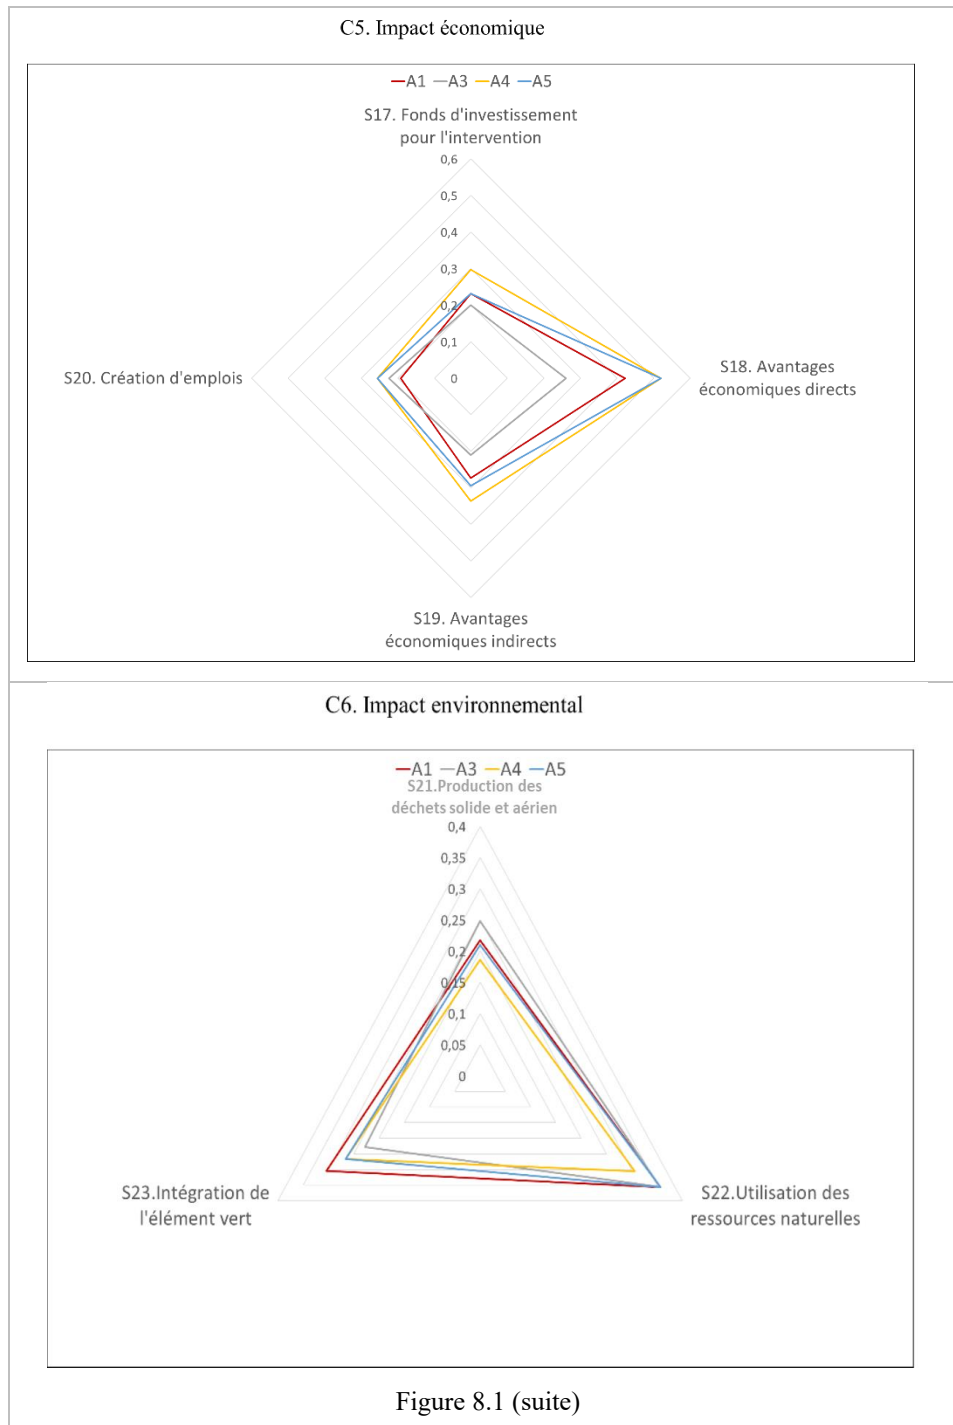 C5. Impact économique
A1 A3 A4 A5
S17. Fonds d'investissement
pour l'intervention
0,6
0,5
0,4
0,3
0,2
0,1
0
S20. Création d'emplois
S18. Avantages
économiques directs
S19. Avantages
économiques indirects
C6. Impact environnemental
A1 A3 A4 A5
S21.Production des
déchets solide et aérien
0,4
0,35
0,3
0,25
0,2
0,15
0,1
0,05
0
S23.Intégration de
l'élément vert
S22.Utilisation des
ressources naturelles
Figure 8.1 (suite)